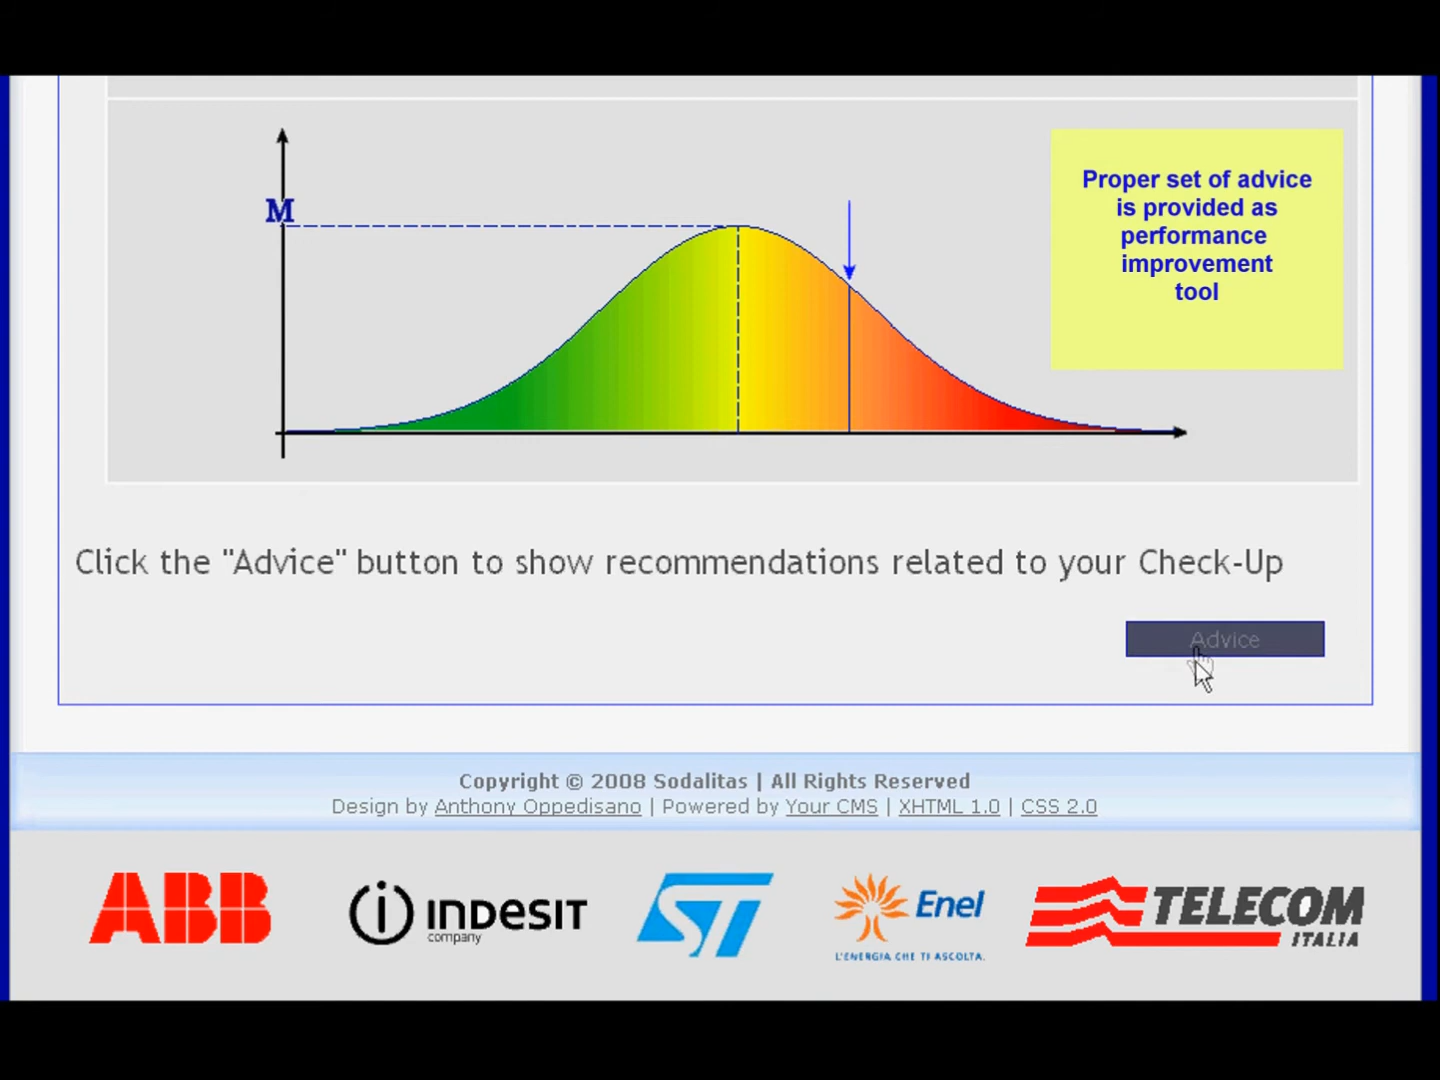 M
Proper set of advice
is provided as
performance
improvement
tool
Click the "Advice" button to show recommendations related to your Check-Up
Advice
Copyright © 2008 Sodalitas | All Rights Reserved
Design by Anthony Oppedisano | Powered by Your CMS | XHTML 1.0 | CSS 2.0
ABB
indesit
company
ST
Enel
L'ENERGIA CHE TI ASCOLTA.
TELECOM
ITALIA